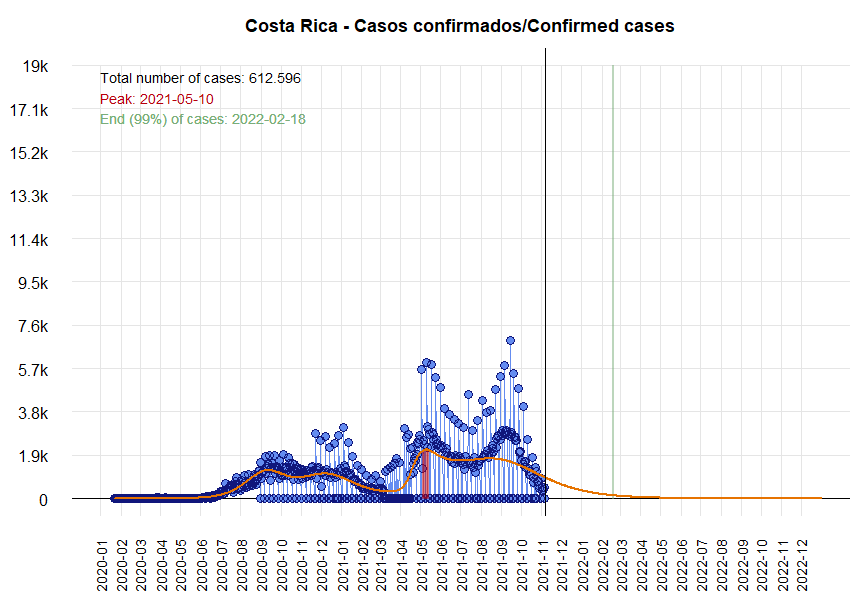 Costa Rica - Casos confirmados/Confirmed cases
19k
17.1k
15.2k
13.3k
11.4k
9.5k
7.6k
5.7k
3.8k
1.9k
0
Total number of cases: 612.596
Peak: 2021-05-10
End (99%) of cases: 2022-02-18
2020-01
2020-02
2020-03
2020-04
2020-05
2020-06
2020-07
2020-08
2020-09
2020-10
2020-11
2020-12
2021-01
2021-02
2021-03
2021-04
2021-05
2021-06
2021-07
2021-08
2021-09
2021-10
2021-11
2021-12
2022-01
2022-02
2022-03
2022-04
2022-05
2022-06
2022-07
2022-08
2022-09
2022-10
2022-11
2022-12